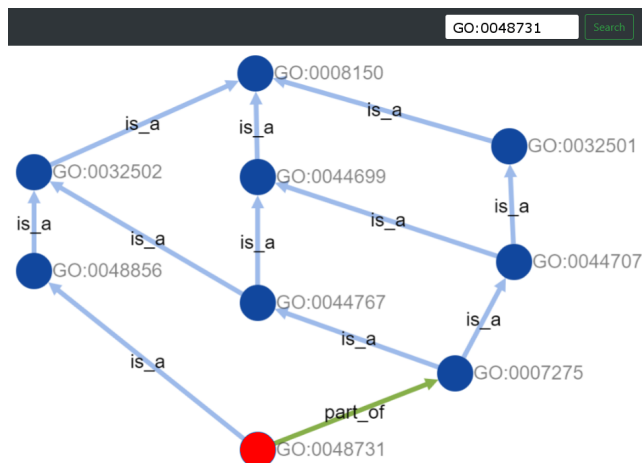 GO:0048731 Search
GO:0008150
is_a
is_a
is_a
GO:0032501
GO:0032502
GO:0044699
is_a
is_a
is_a
is_a
is_a
GO:0044707
GO:0048856
GO:0044767
is_a
is_a
is_a
GO:0007275
part_of
GO:0048731